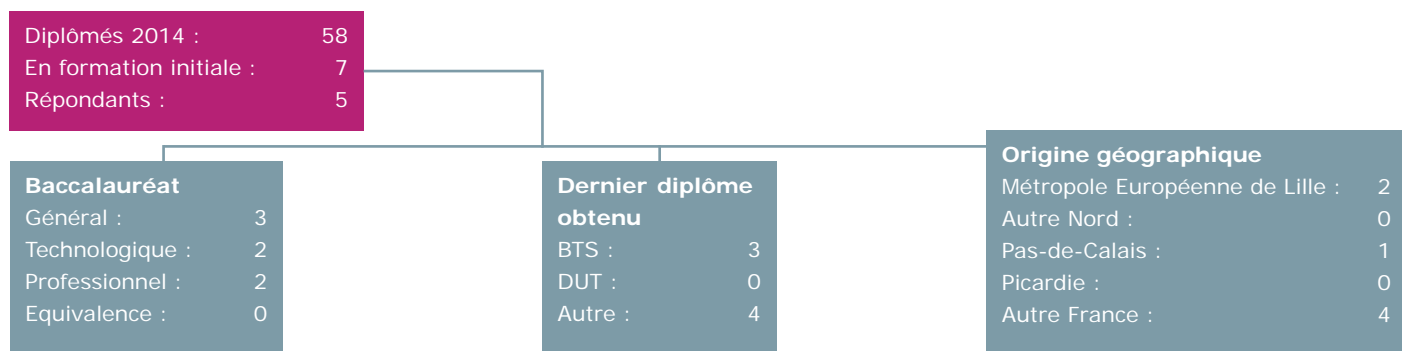 Diplômés 2014 : 58
En formation initiale : 7
Répondants : 5
Baccalauréat
Général : 3
Technologique : 2
Professionnel : 2
Equivalence : 0
Dernier diplôme
obtenu
BTS : 3
DUT : 0
Autre : 4
Origine géographique
Métropole Européenne de Lille : 2
Autre Nord : 0
Pas-de-Calais : 1
Picardie : 0
Autre France : 4